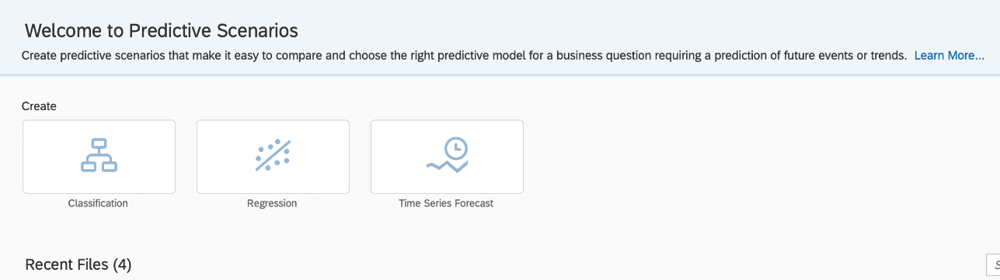 Welcome to Predictive Scenarios
Create predictive scenarios that make it easy to compare and choose the right predictive model for a business question requiring a prediction of future events or trends. Learn More...
Create
Classification
Regression
Time Series Forecast
Recent Files (4)